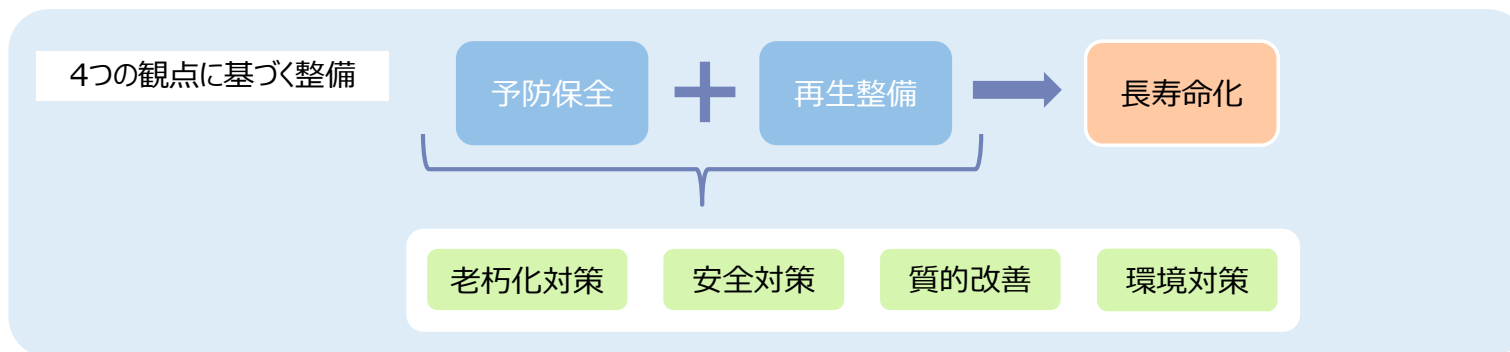 4つの観点に基づく整備
予防保全
再生整備
長寿命化
老朽化対策
安全対策
質的改善
環境対策